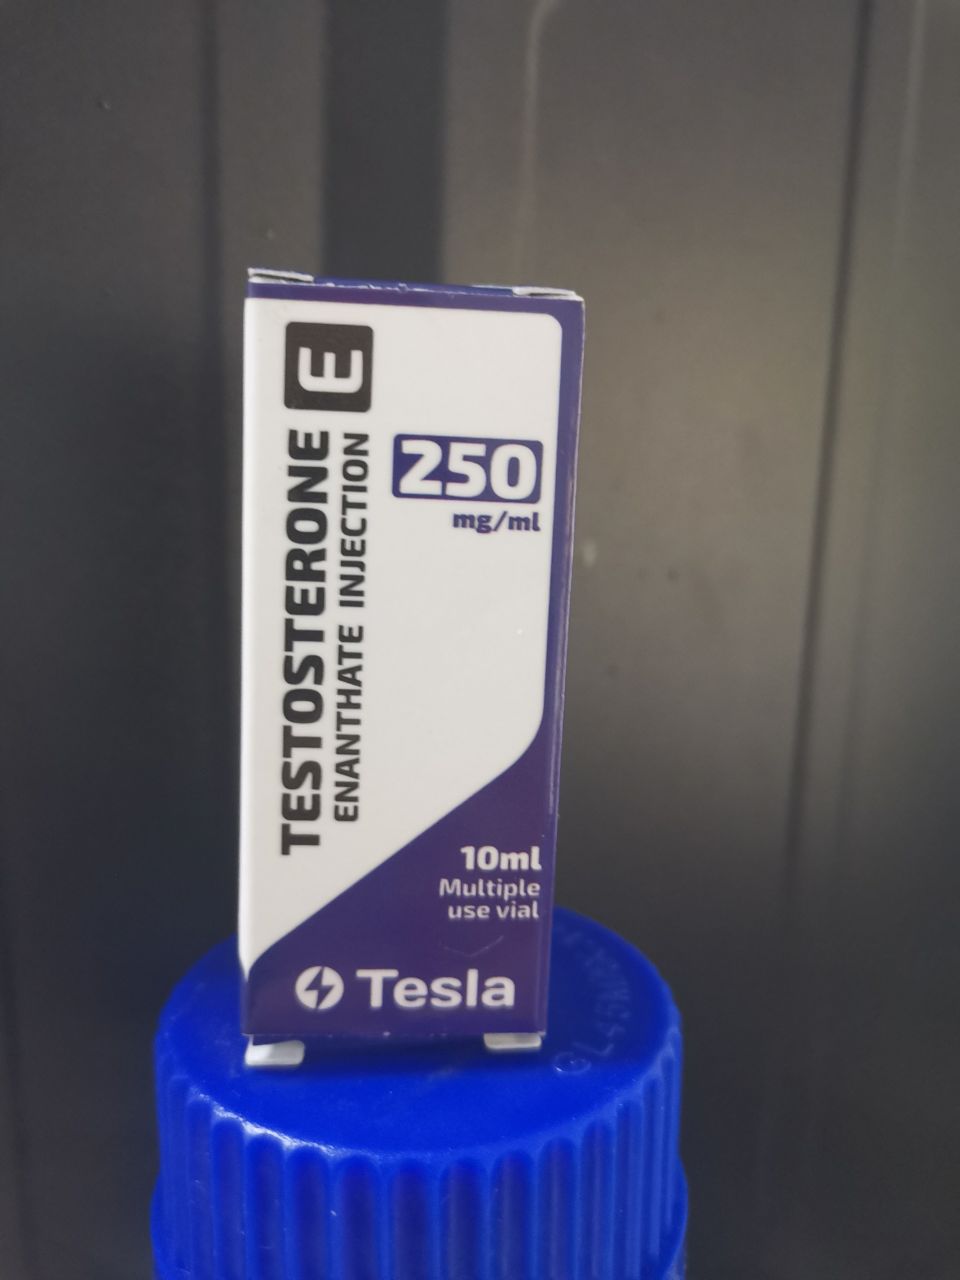 E
TESTOSTERONE
ENANTHATE INJECTION
250
mg/ml
10ml
Multiple
use vial
Tesla